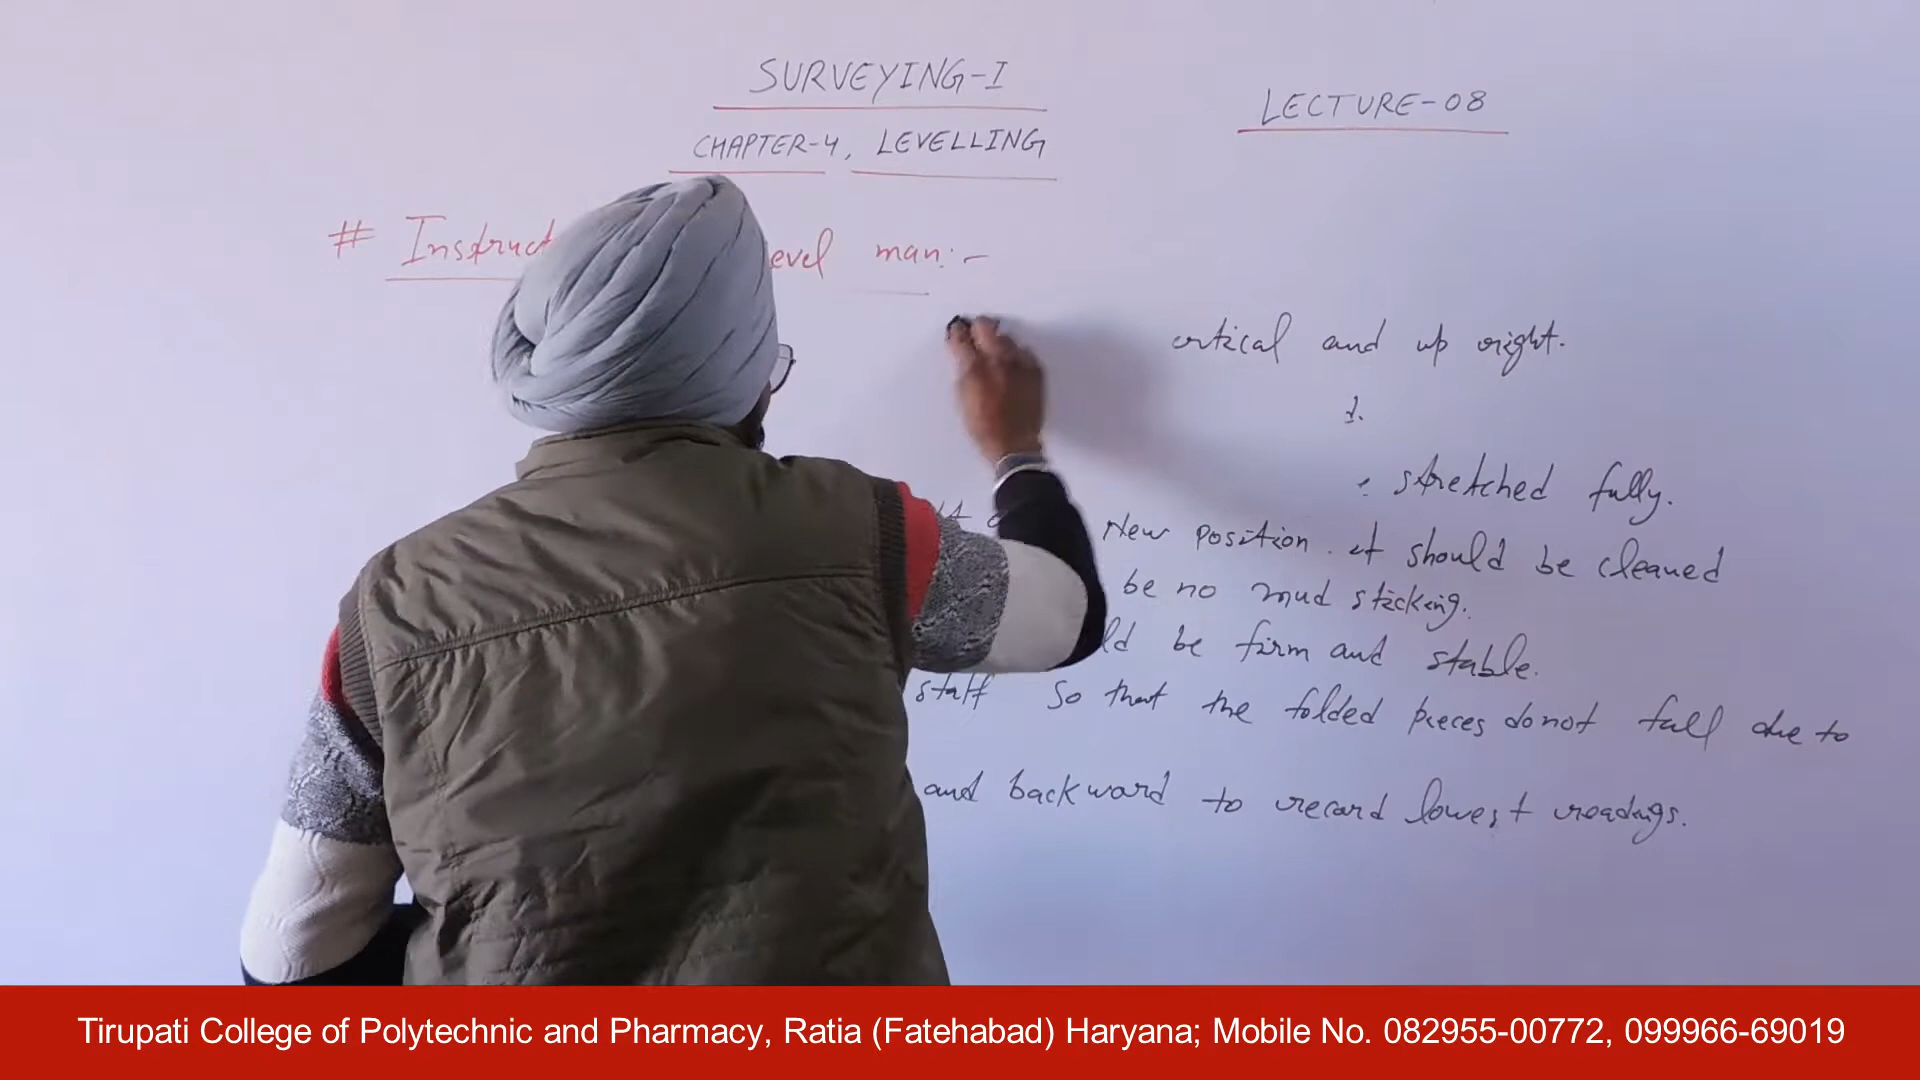 SURVEYING-I
LECTURE-08
CHAPTER-4, LEVELLING
# Instruct evel man:-
ertical and up right.
d.
e stretched fully.
New position. it should be cleaned
be no mud sticking.
ld be firm and stable.
staff so that the folded pieces donot fall due to
and backward to record lowest readings.
Tirupati College of Polytechnic and Pharmacy, Ratia (Fatehabad) Haryana; Mobile No. 082955-00772, 099966-69019